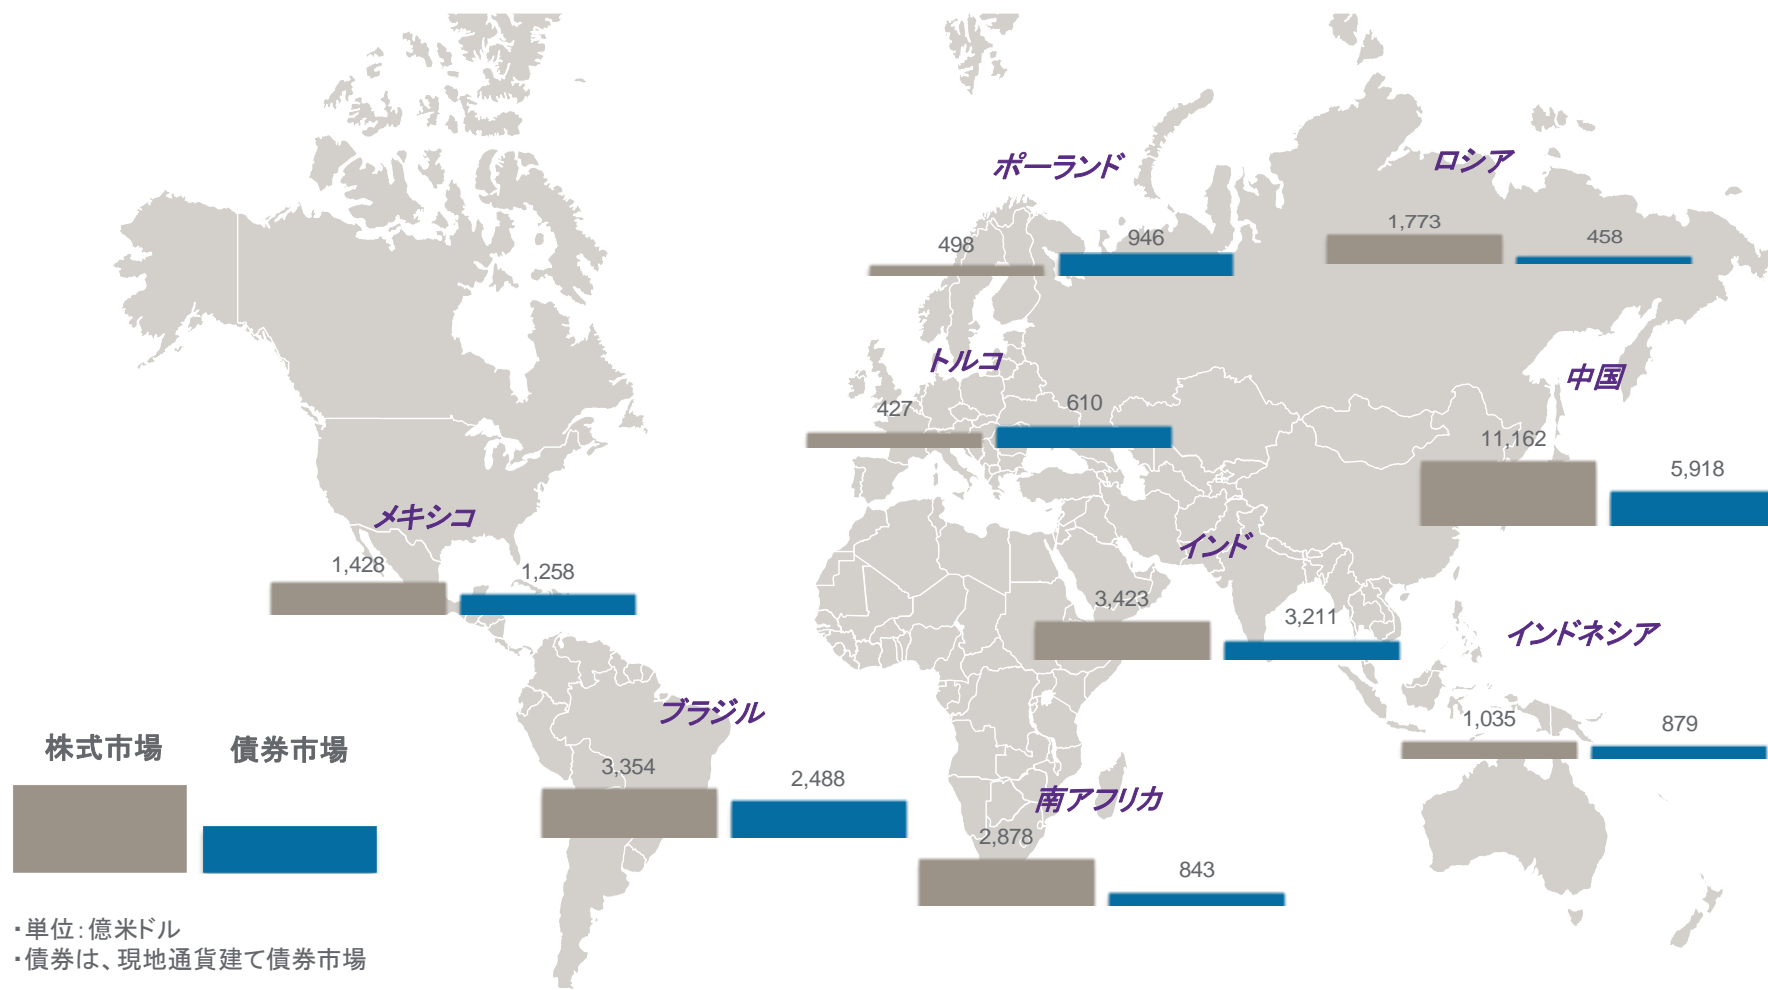 ポーランド
498
946
ロシア
1,773
458
トルコ
427
610
中国
11,162
5,918
メキシコ
1,428
1,258
インド
3,423
3,211
インドネシア
1,035
879
ブラジル
3,354
2,488
南アフリカ
2,878
843
株式市場
債券市場
・単位：億米ドル
・債券は、現地通貨建て債券市場